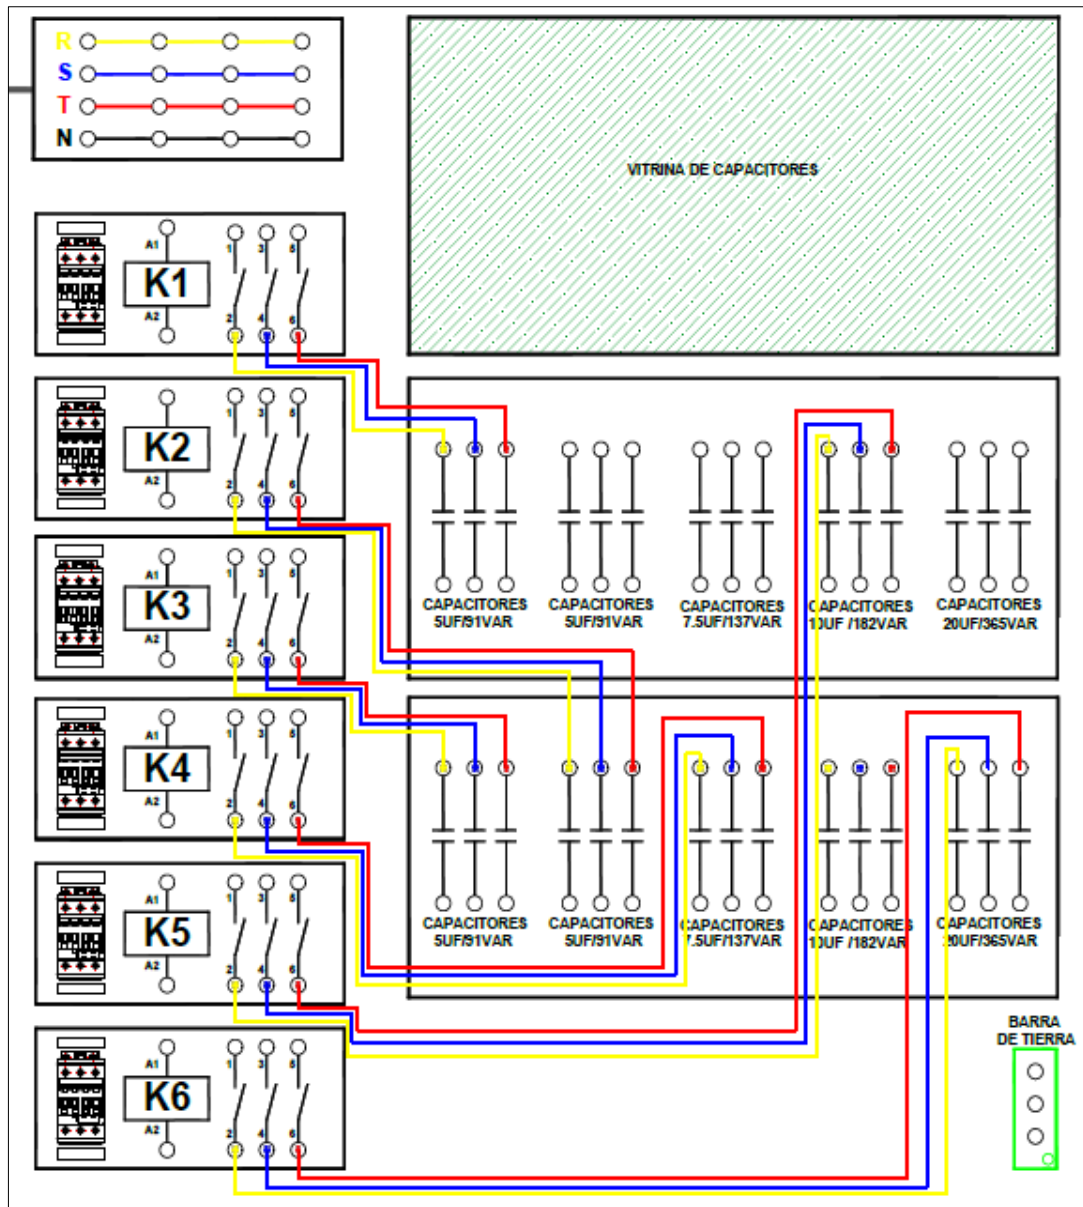 R
S
T
N
VITRINA DE CAPACITORES
A1
K1
A2
1 3 5
2 4 6
A1
K2
A2
1 3 5
2 4 6
A1
K3
A2
1 3 5
2 4 6
A1
K4
A2
1 3 5
2 4 6
A1
K5
A2
1 3 5
2 4 6
A1
K6
A2
1 3 5
2 4 6
CAPACITORES
5UF/91VAR
CAPACITORES
5UF/91VAR
CAPACITORES
7.5UF/137VAR
CAPACITORES
10UF /182VAR
CAPACITORES
20UF/365VAR
CAPACITORES
5UF/91VAR
CAPACITORES
5UF/91VAR
CAPACITORES
7.5UF/137VAR
CAPACITORES
10UF /182VAR
CAPACITORES
20UF/365VAR
BARRA
DE TIERRA